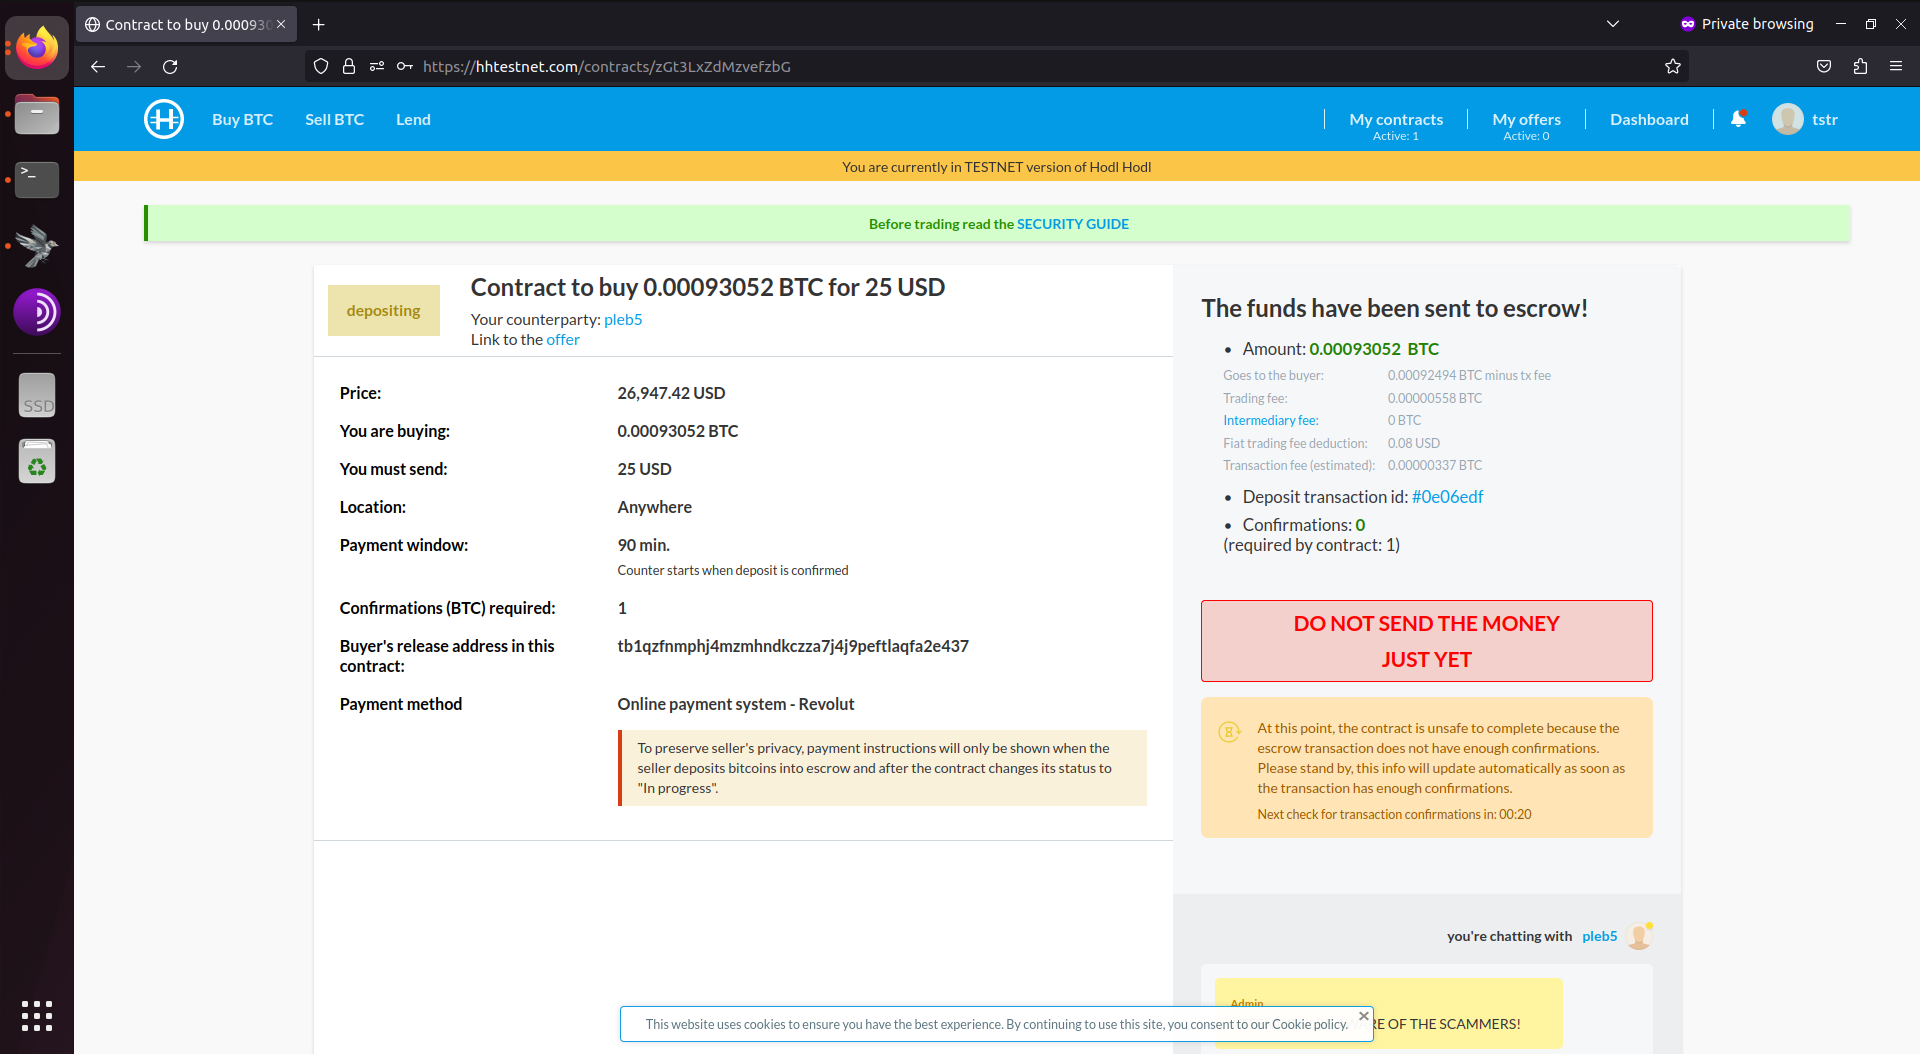 Contract to buy 0.00093
Private browsing
https://hhtestnet.com/contracts/zGt3LxZdMzvefzbG
Buy BTC
Sell BTC
Lend
My contracts
Active: 1
My offers
Active: 0
Dashboard
tstr
You are currently in TESTNET version of Hodl Hodl
Before trading read the SECURITY GUIDE
depositing
Contract to buy 0.00093052 BTC for 25 USD
Your counterparty: pleb5
Link to the offer
Price: 26,947.42 USD
You are buying: 0.00093052 BTC
You must send: 25 USD
Location: Anywhere
Payment window: 90 min.
Counter starts when deposit is confirmed
Confirmations (BTC) required: 1
Buyer's release address in this
contract:
tb1qzfnmphj4mzmhndkczza7j4j9peftlaqfa2e437
Payment method Online payment system - Revolut
To preserve seller's privacy, payment instructions will only be shown when the
seller deposits bitcoins into escrow and after the contract changes its status to
"In progress".
The funds have been sent to escrow!
• Amount: 0.00093052 BTC
Goes to the buyer: 0.00092494 BTC minus tx fee
Trading fee: 0.00000558 BTC
Intermediary fee: 0 BTC
Fiat trading fee deduction: 0.08 USD
Transaction fee (estimated): 0.00000337 BTC
• Deposit transaction id: #0e06edf
• Confirmations: 0
(required by contract: 1)
DO NOT SEND THE MONEY
JUST YET
At this point, the contract is unsafe to complete because the
escrow transaction does not have enough confirmations.
Please stand by, this info will update automatically as soon as
the transaction has enough confirmations.
Next check for transaction confirmations in: 00:20
you're chatting with pleb5
Admin
RE OF THE SCAMMERS!
This website uses cookies to ensure you have the best experience. By continuing to use this site, you consent to our Cookie policy.
SSD
>_